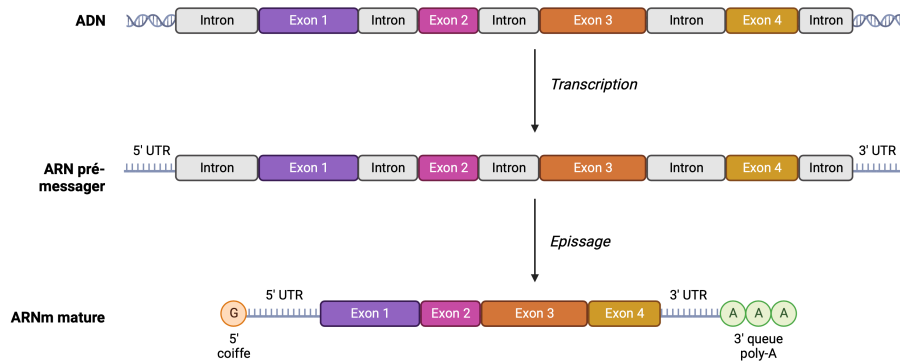 ADN
Intron Exon 1 Intron Exon 2 Intron Exon 3 Intron Exon 4 Intron
Transcription
5' UTR 3' UTR
ARN pré-
messager
Intron Exon 1 Intron Exon 2 Intron Exon 3 Intron Exon 4 Intron
Epissage
5' UTR 3' UTR
ARNm mature
G Exon 1 Exon 2 Exon 3 Exon 4 A A A
5'
coiffe
3' queue
poly-A